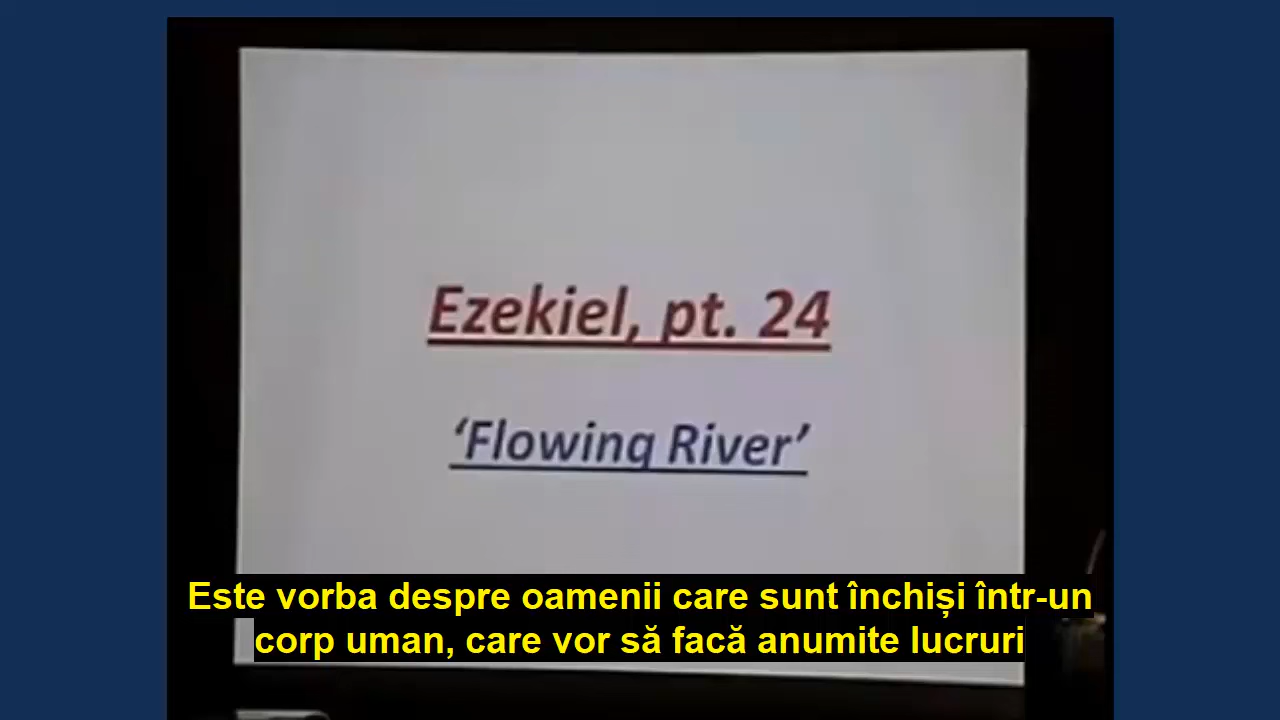 Ezekiel, pt. 24
‘Flowing River’
Este vorba despre oamenii care sunt închiși într-un
corp uman, care vor să facă anumite lucruri